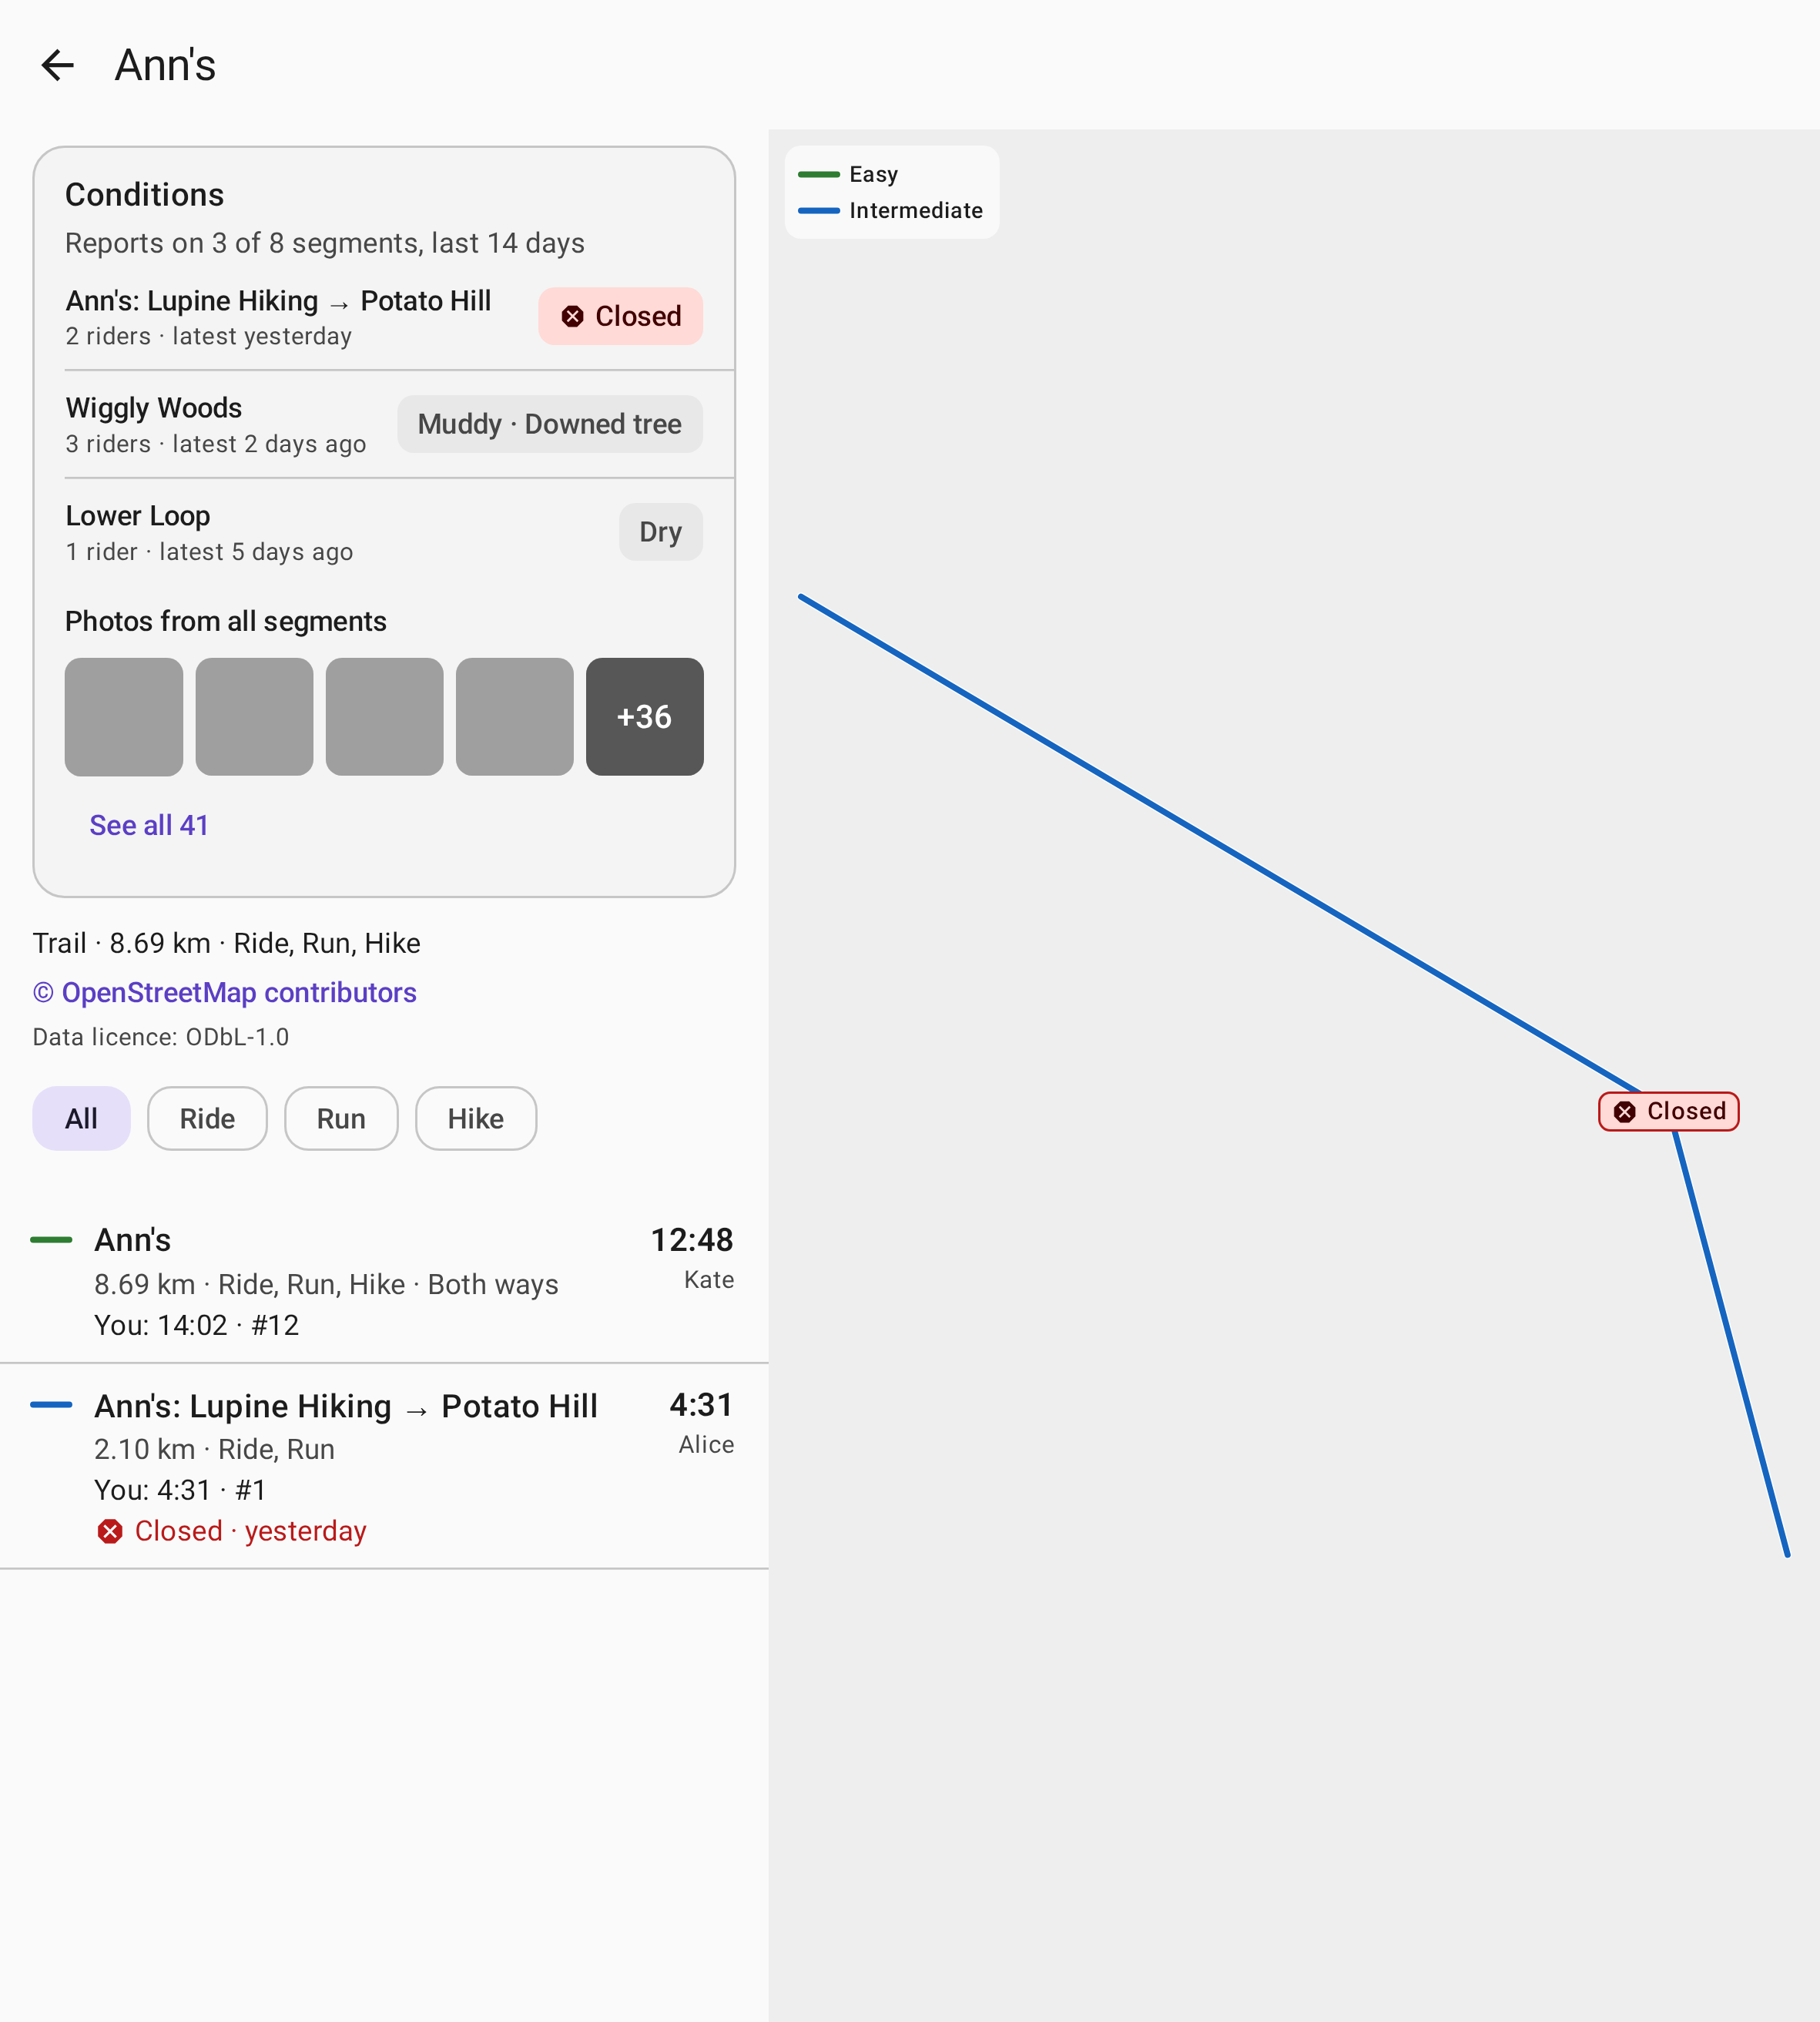 Ann's
Conditions
Reports on 3 of 8 segments, last 14 days
Ann's: Lupine Hiking → Potato Hill
2 riders · latest yesterday
Closed
Wiggly Woods
3 riders · latest 2 days ago
Muddy · Downed tree
Lower Loop
1 rider · latest 5 days ago
Dry
Photos from all segments
+36
See all 41
Trail · 8.69 km · Ride, Run, Hike
© OpenStreetMap contributors
Data licence: ODbL-1.0
All
Ride
Run
Hike
Ann's
12:48
8.69 km · Ride, Run, Hike · Both ways
Kate
You: 14:02 · #12
Ann's: Lupine Hiking → Potato Hill
4:31
2.10 km · Ride, Run
Alice
You: 4:31 · #1
Closed · yesterday
Easy
Intermediate
Closed